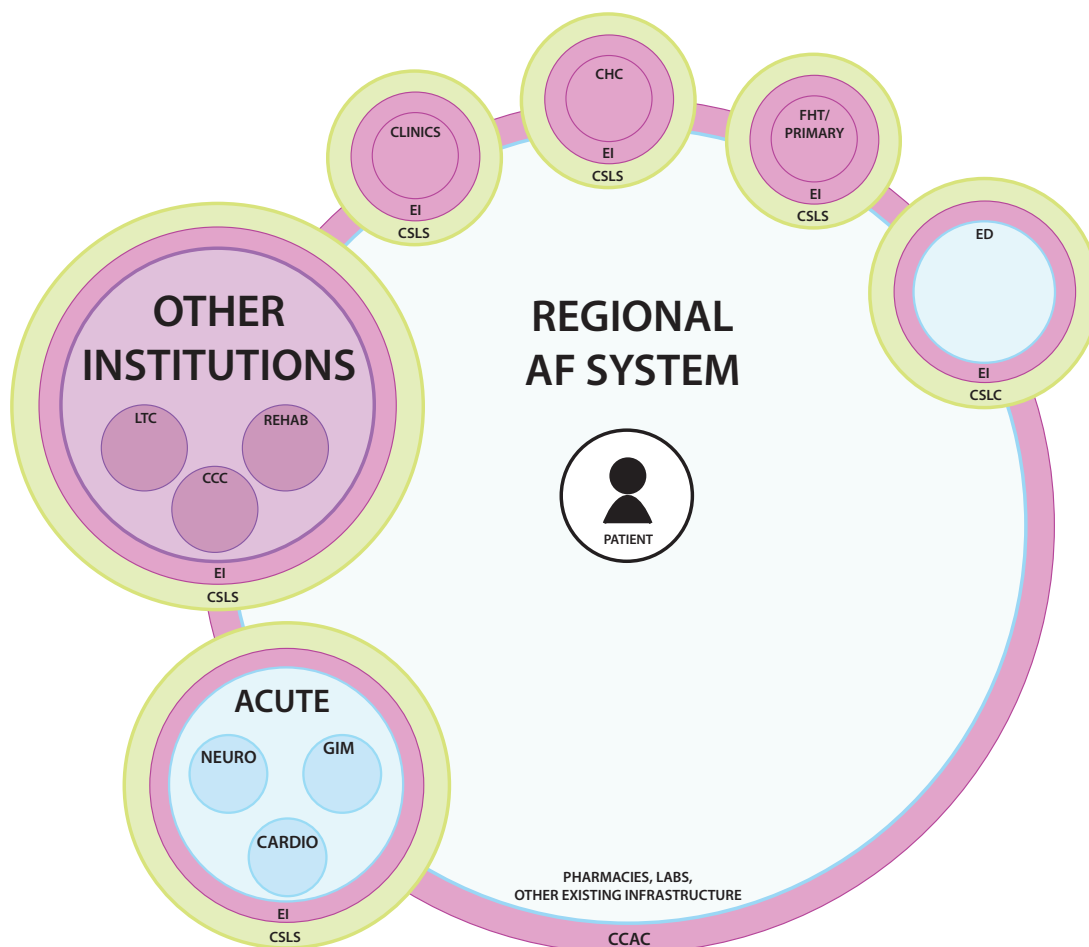 CHC
EI
CSLS
CLINICS
EI
CSLS
FHT/
PRIMARY
EI
CSLS
ED
EI
CSLC
OTHER
INSTITUTIONS
LTC
REHAB
CCC
EI
CSLS
REGIONAL
AF SYSTEM
PATIENT
ACUTE
NEURO
GIM
CARDIO
EI
CSLS
PHARMACIES, LABS,
OTHER EXISTING INFRASTRUCTURE
CCAC